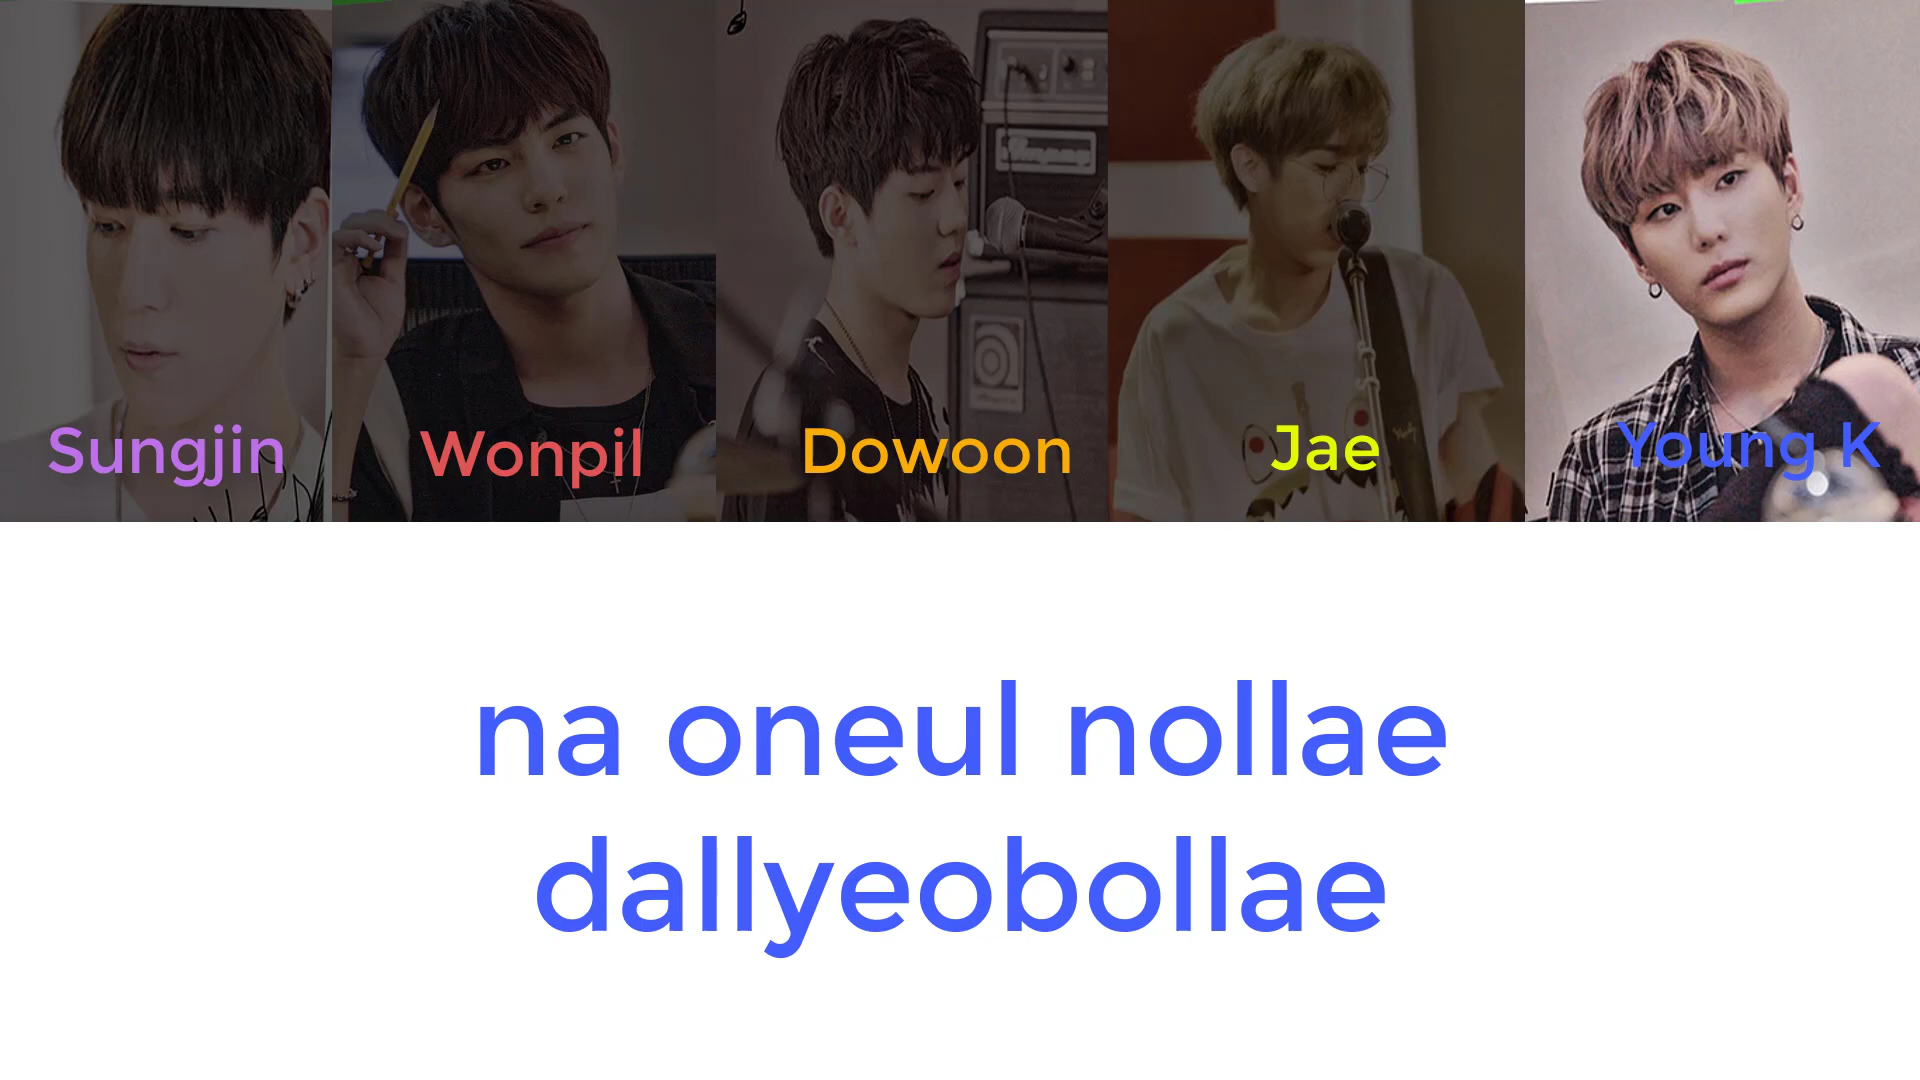 Sungjin
Wonpil
Dowoon
Jae
Young K
na oneul nollae
dallyeobollae